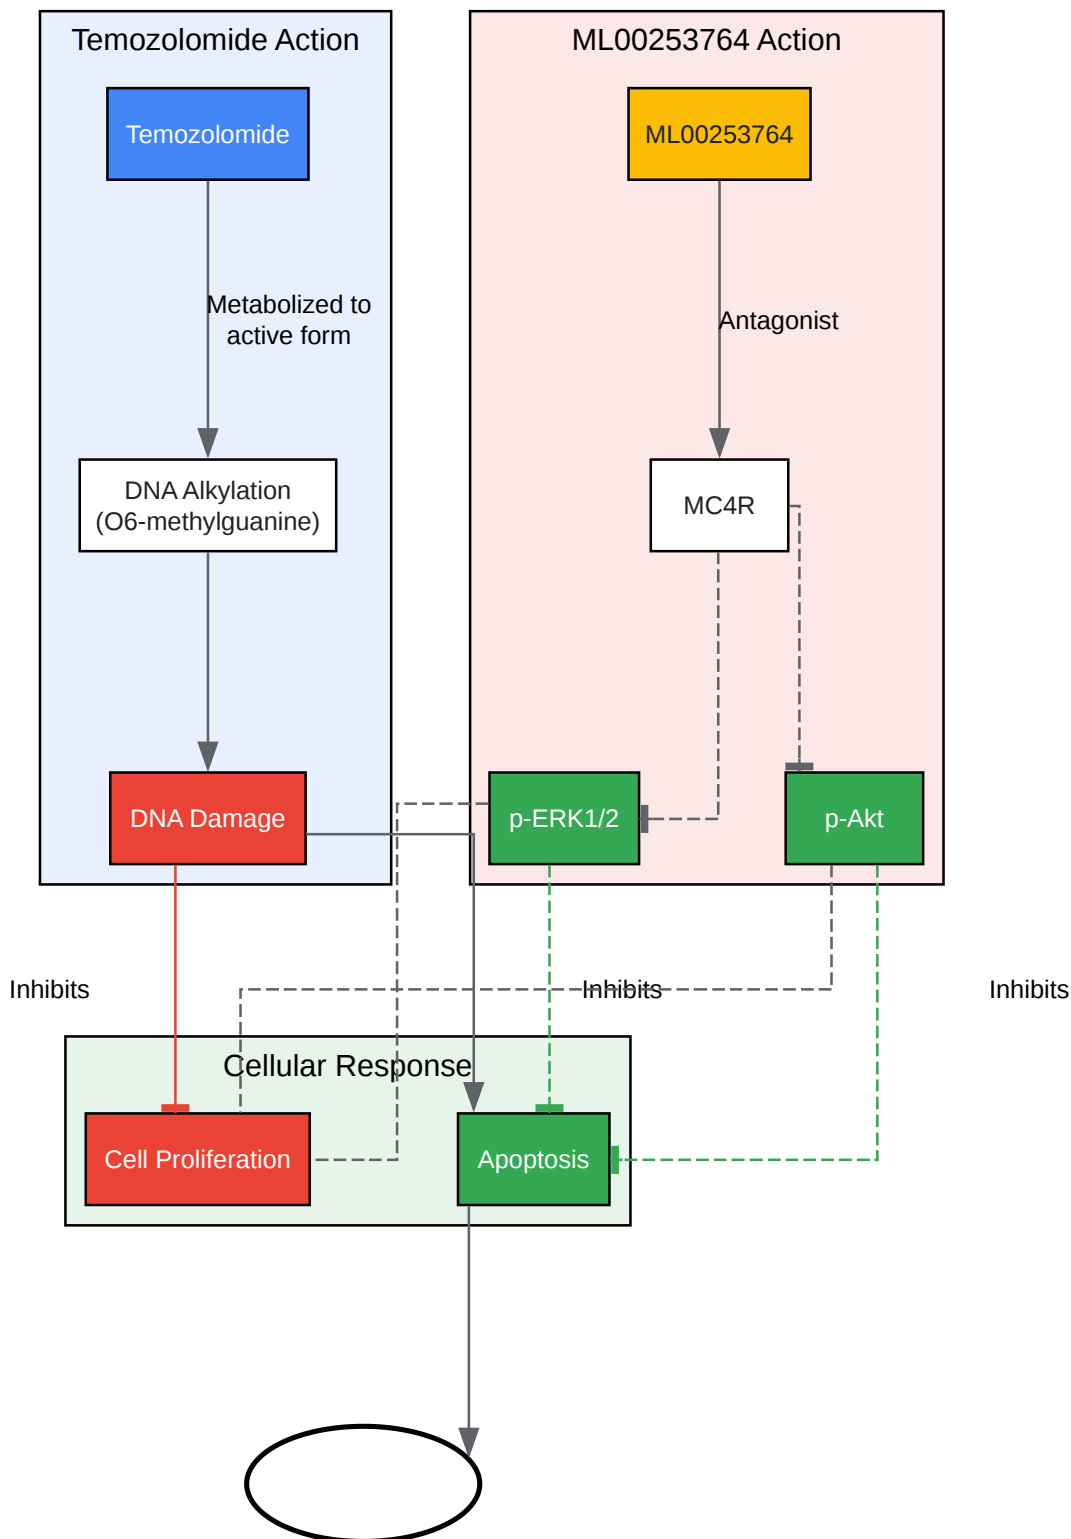 Temozolomide Action
ML00253764 Action
Temozolomide
ML00253764
Metabolized to
active form
Antagonist
DNA Alkylation
(O6-methylguanine)
MC4R
DNA Damage
p-ERK1/2
p-Akt
Inhibits
Inhibits
Inhibits
Cellular Response
Cell Proliferation
Apoptosis